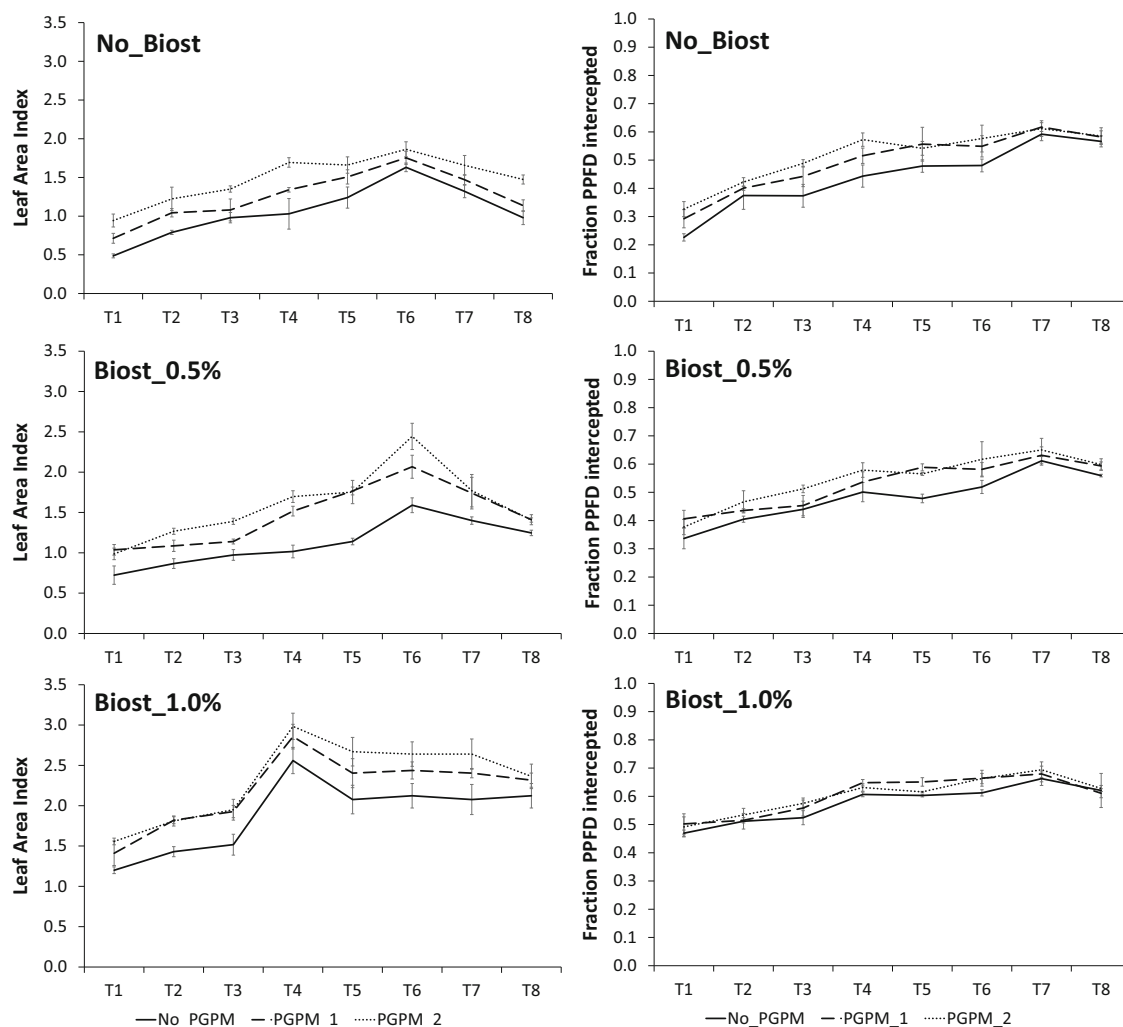 No_Biost
Leaf Area Index
3.5
3.0
2.5
2.0
1.5
1.0
0.5
0.0
T1 T2 T3 T4 T5 T6 T7 T8
No_Biost
Fraction PPFD intercepted
1.0
0.9
0.8
0.7
0.6
0.5
0.4
0.3
0.2
0.1
0.0
T1 T2 T3 T4 T5 T6 T7 T8
Biost_0.5%
Leaf Area Index
3.5
3.0
2.5
2.0
1.5
1.0
0.5
0.0
T1 T2 T3 T4 T5 T6 T7 T8
Biost_0.5%
Fraction PPFD intercepted
1.0
0.9
0.8
0.7
0.6
0.5
0.4
0.3
0.2
0.1
0.0
T1 T2 T3 T4 T5 T6 T7 T8
Biost_1.0%
Leaf Area Index
3.5
3.0
2.5
2.0
1.5
1.0
0.5
0.0
T1 T2 T3 T4 T5 T6 T7 T8
No_PGPM PGPM_1 PGPM_2
Biost_1.0%
Fraction PPFD intercepted
1.0
0.9
0.8
0.7
0.6
0.5
0.4
0.3
0.2
0.1
0.0
T1 T2 T3 T4 T5 T6 T7 T8
No_PGPM PGPM_1 PGPM_2